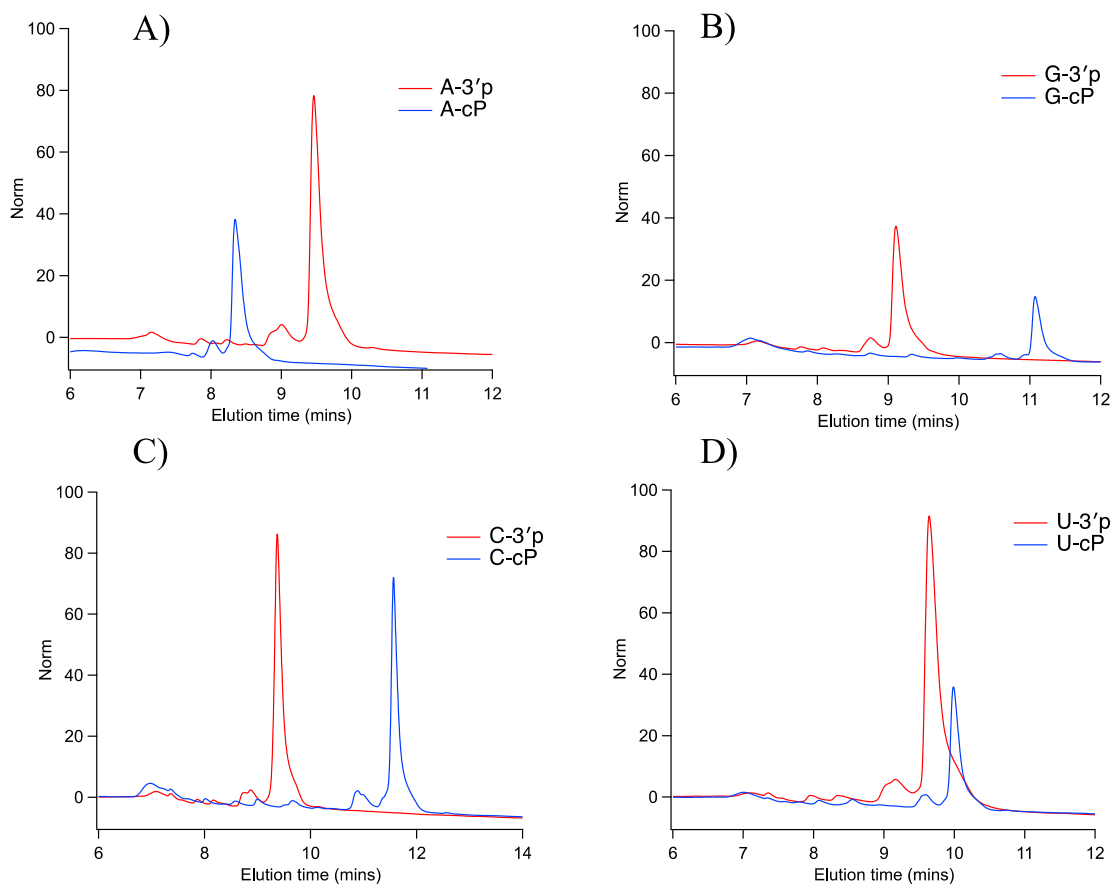 A)
100
80
60
40
20
0
Norm
A-3′p
A-cP
6 7 8 9 10 11 12
Elution time (mins)
B)
100
80
60
40
20
0
Norm
G-3′p
G-cP
6 7 8 9 10 11 12
Elution time (mins)
C)
100
80
60
40
20
0
Norm
C-3′p
C-cP
6 8 10 12 14
Elution time (mins)
D)
100
80
60
40
20
0
Norm
U-3′p
U-cP
6 7 8 9 10 11 12
Elution time (mins)